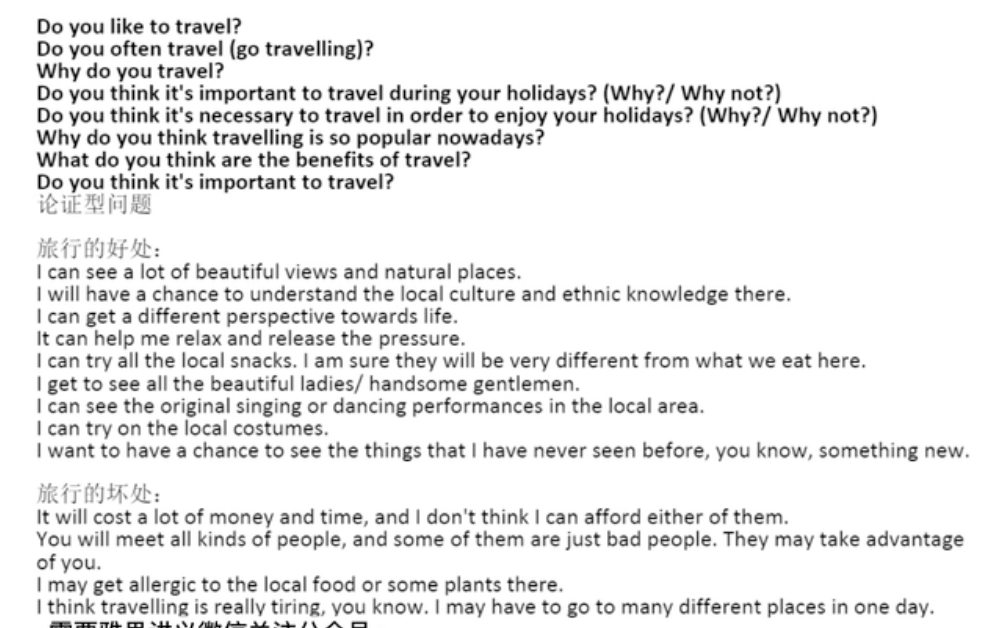 Do you like to travel?
Do you often travel (go travelling)?
Why do you travel?
Do you think it's important to travel during your holidays? (Why?/ Why not?)
Do you think it's necessary to travel in order to enjoy your holidays? (Why?/ Why not?)
Why do you think travelling is so popular nowadays?
What do you think are the benefits of travel?
Do you think it's important to travel?
论证型问题
旅行的好处：
I can see a lot of beautiful views and natural places.
I will have a chance to understand the local culture and ethnic knowledge there.
I can get a different perspective towards life.
It can help me relax and release the pressure.
I can try all the local snacks. I am sure they will be very different from what we eat here.
I get to see all the beautiful ladies/ handsome gentlemen.
I can see the original singing or dancing performances in the local area.
I can try on the local costumes.
I want to have a chance to see the things that I have never seen before, you know, something new.
旅行的坏处：
It will cost a lot of money and time, and I don't think I can afford either of them.
You will meet all kinds of people, and some of them are just bad people. They may take advantage
of you.
I may get allergic to the local food or some plants there.
I think travelling is really tiring, you know. I may have to go to many different places in one day.